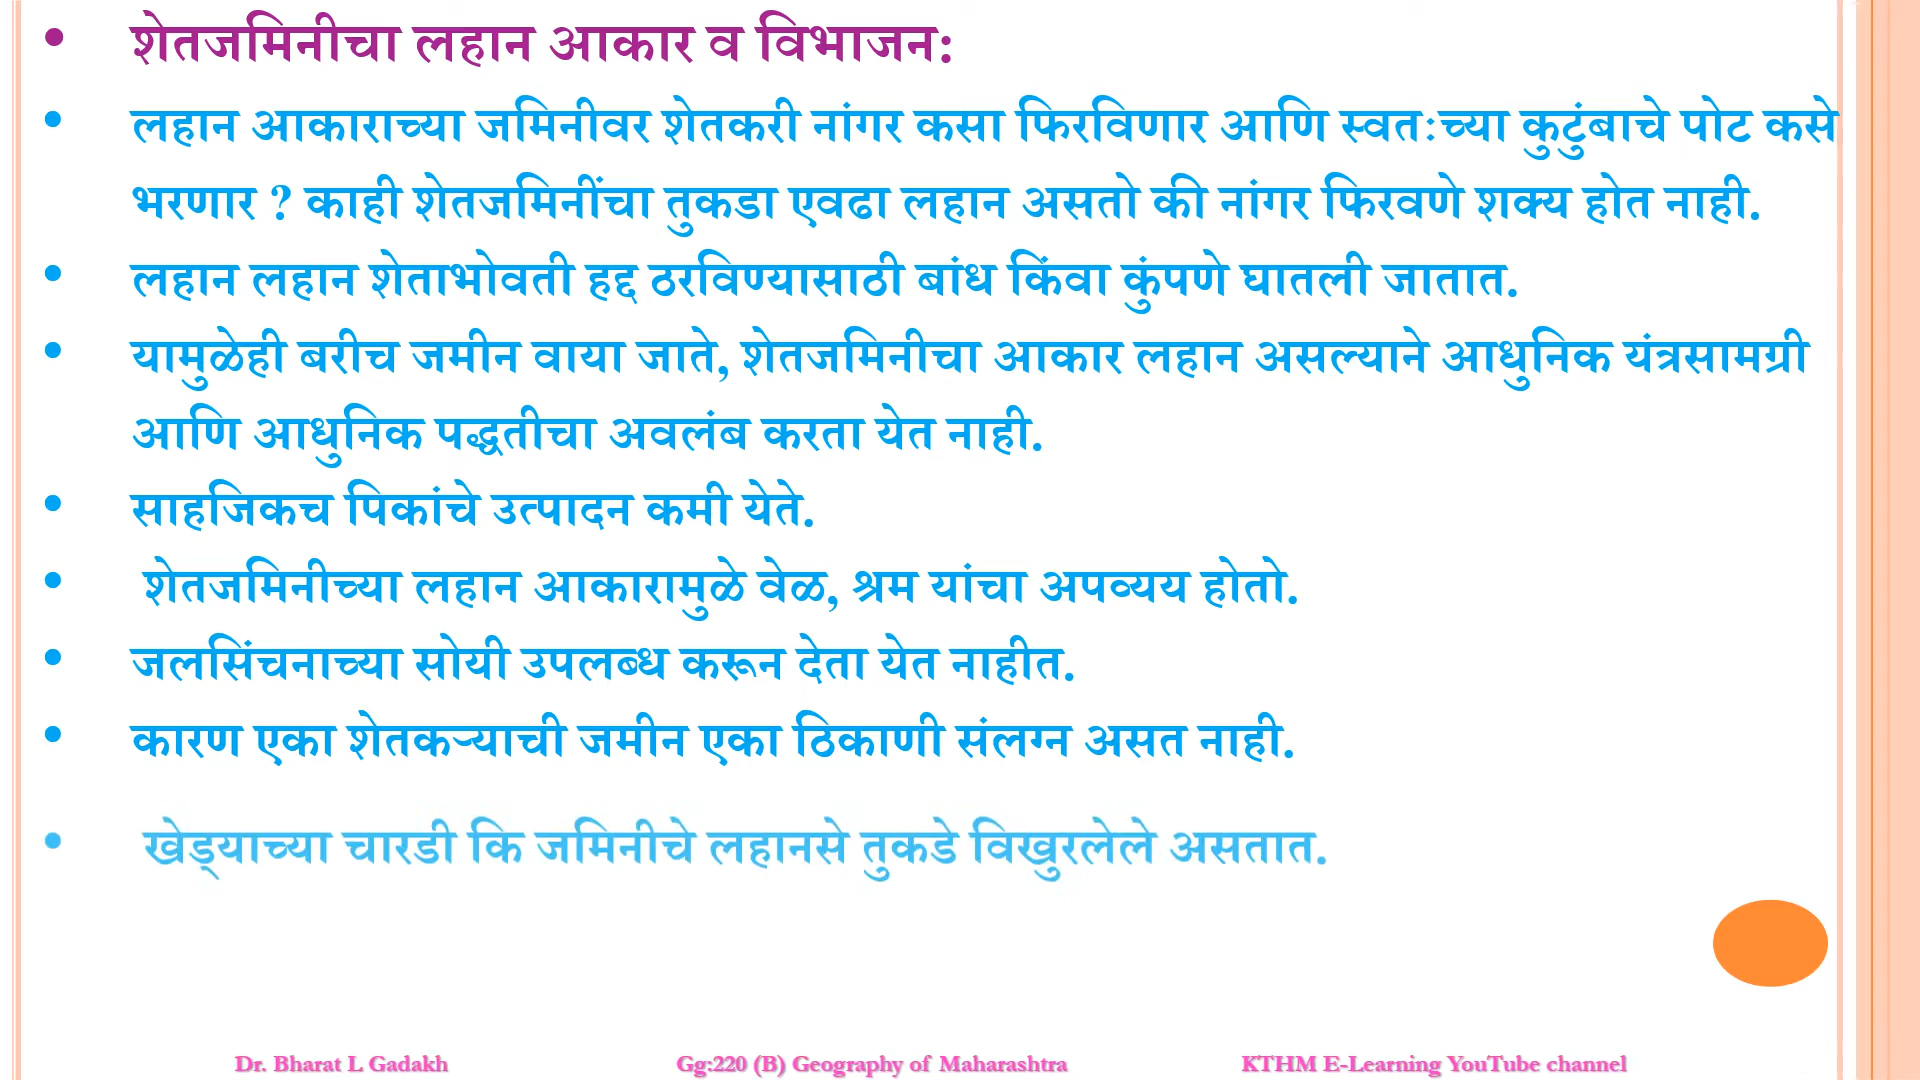 • शेतजमिनीचा लहान आकार व विभाजन:
• लहान आकाराच्या जमिनीवर शेतकरी नांगर कसा फिरविणार आणि स्वतःच्या कुटुंबाचे पोट कसे
भरणार ? काही शेतजमिनींचा तुकडा एवढा लहान असतो की नांगर फिरवणे शक्य होत नाही.
• लहान लहान शेताभोवती हद्द ठरविण्यासाठी बांध किंवा कुंपणे घातली जातात.
• यामुळेही बरीच जमीन वाया जाते, शेतजमिनीचा आकार लहान असल्याने आधुनिक यंत्रसामग्री
आणि आधुनिक पद्धतीचा अवलंब करता येत नाही.
• साहजिकच पिकांचे उत्पादन कमी येते.
• शेतजमिनीच्या लहान आकारामुळे वेळ, श्रम यांचा अपव्यय होतो.
• जलसिंचनाच्या सोयी उपलब्ध करून देता येत नाहीत.
• कारण एका शेतकऱ्याची जमीन एका ठिकाणी संलग्न असत नाही.
• खेड्याच्या चारडी कि जमिनीचे लहानसे तुकडे विखुरलेले असतात.
Dr. Bharat L Gadakh Gg:220 (B) Geography of Maharashtra KTHM E-Learning YouTube channel